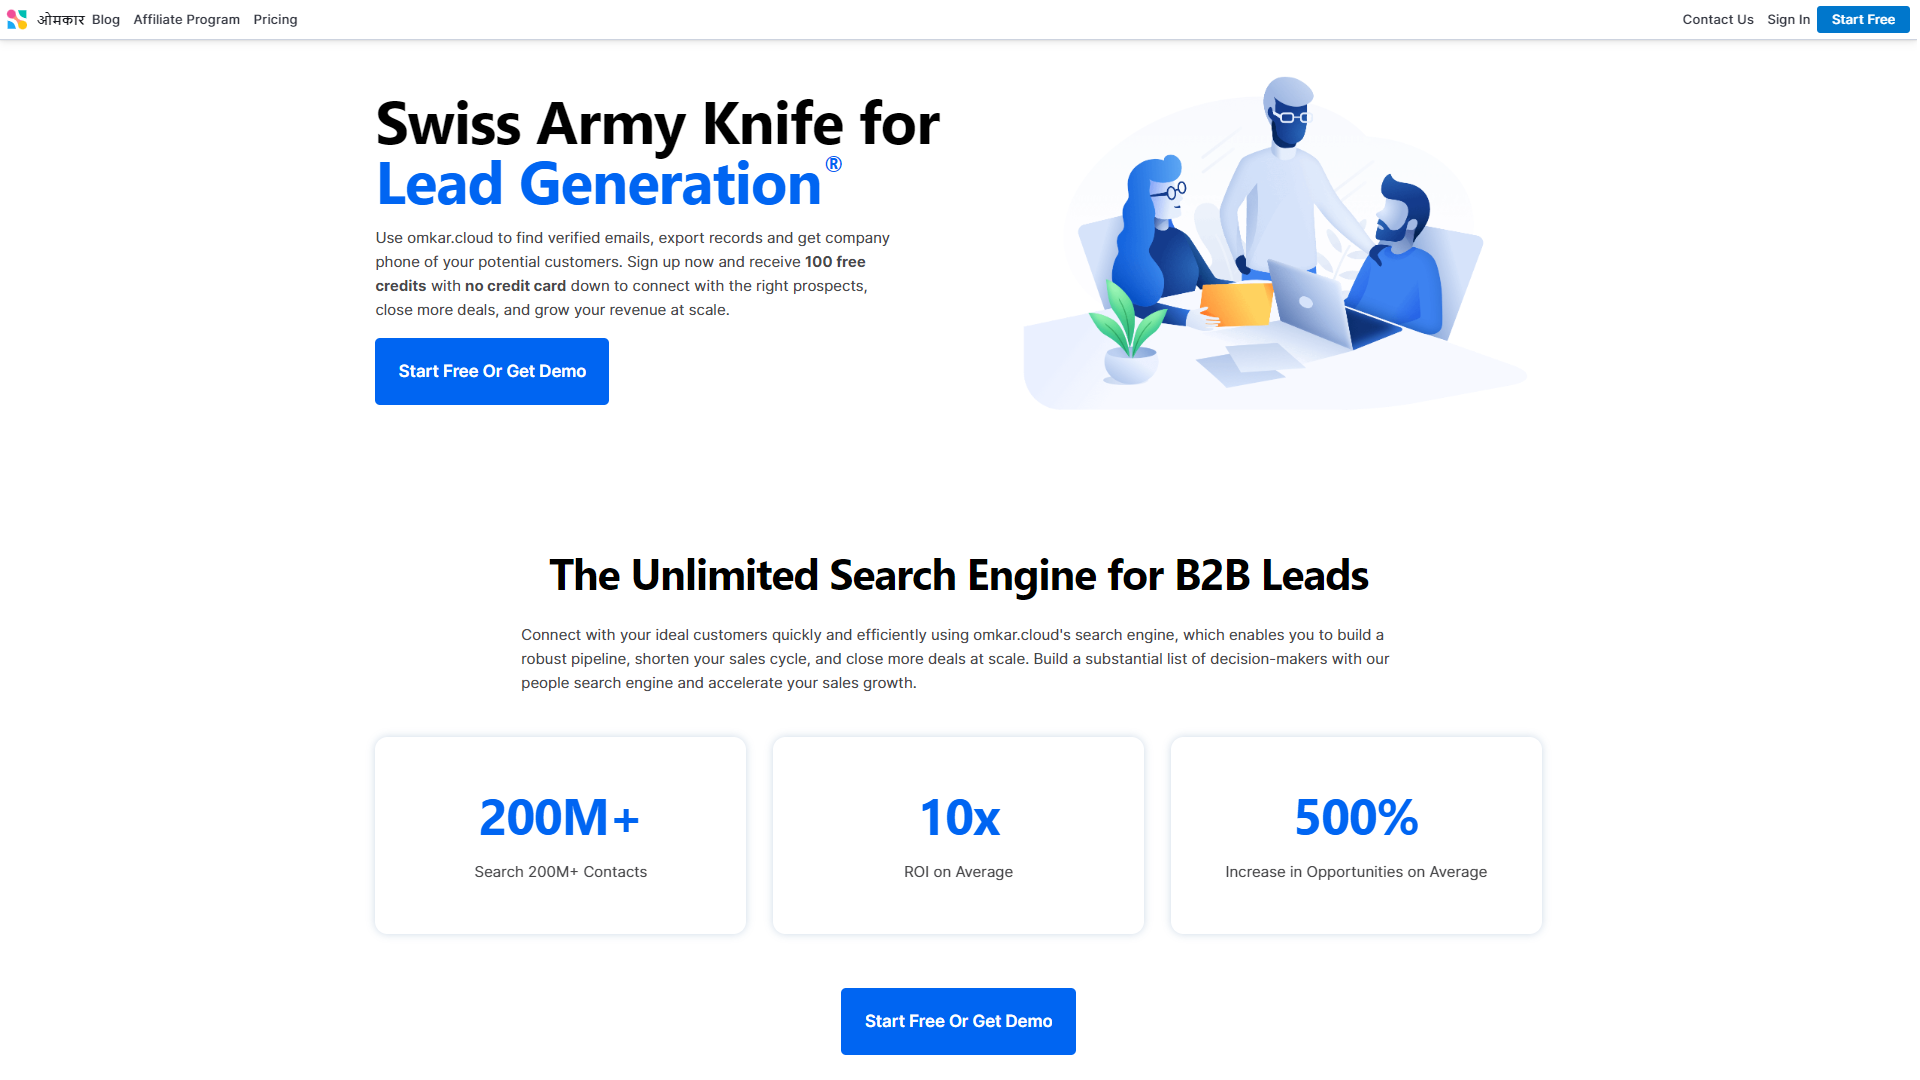 ओमकार Blog Affiliate Program Pricing Contact Us Sign In Start Free
Swiss Army Knife for
Lead Generation®
Use omkar.cloud to find verified emails, export records and get company
phone of your potential customers. Sign up now and receive 100 free
credits with no credit card down to connect with the right prospects,
close more deals, and grow your revenue at scale.
Start Free Or Get Demo
The Unlimited Search Engine for B2B Leads
Connect with your ideal customers quickly and efficiently using omkar.cloud's search engine, which enables you to build a
robust pipeline, shorten your sales cycle, and close more deals at scale. Build a substantial list of decision-makers with our
people search engine and accelerate your sales growth.
200M+
Search 200M+ Contacts
10x
ROI on Average
500%
Increase in Opportunities on Average
Start Free Or Get Demo